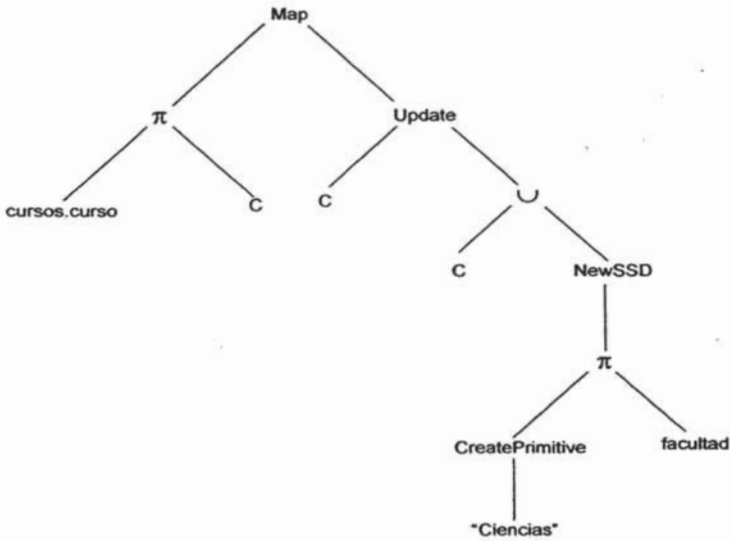 Map
π
Update
cursos.curso
C
C
∪
C
NewSSD
π
CreatePrimitive
facultad
"Ciencias"